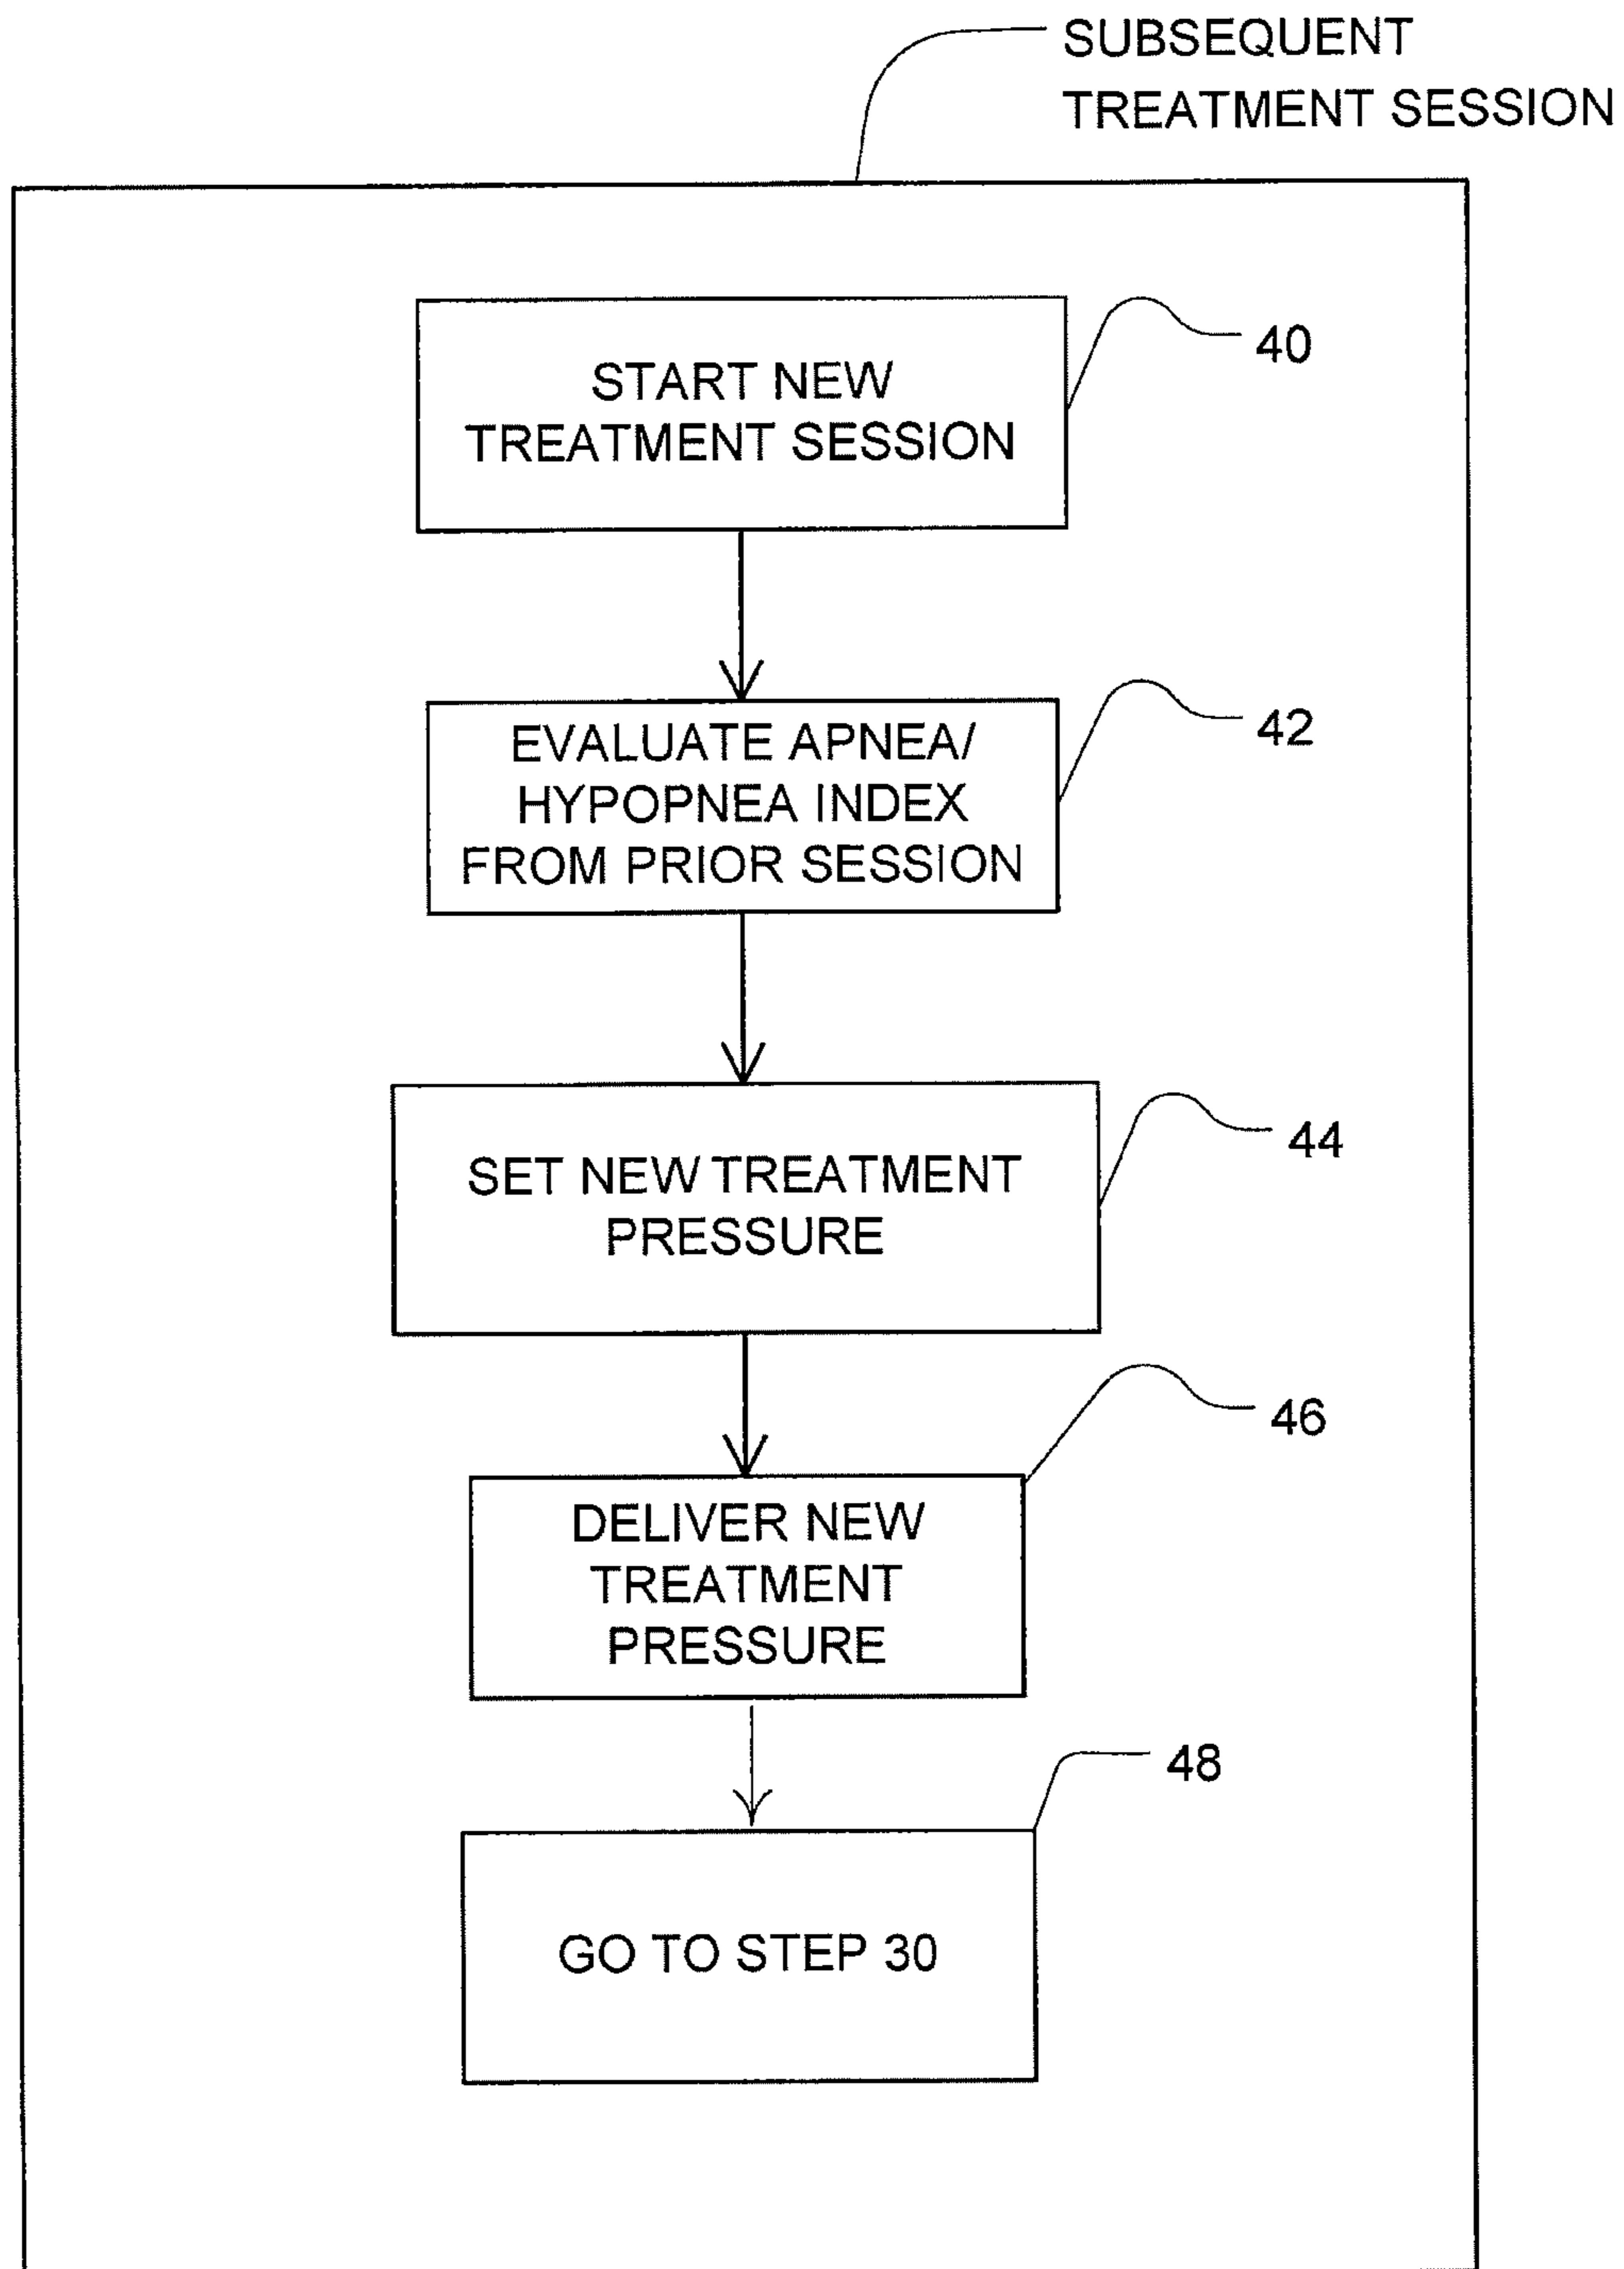 SUBSEQUENT
TREATMENT SESSION
START NEW
TREATMENT SESSION
40
EVALUATE APNEA/
HYPOPNEA INDEX
FROM PRIOR SESSION
42
SET NEW TREATMENT
PRESSURE
44
DELIVER NEW
TREATMENT
PRESSURE
46
GO TO STEP 30
48